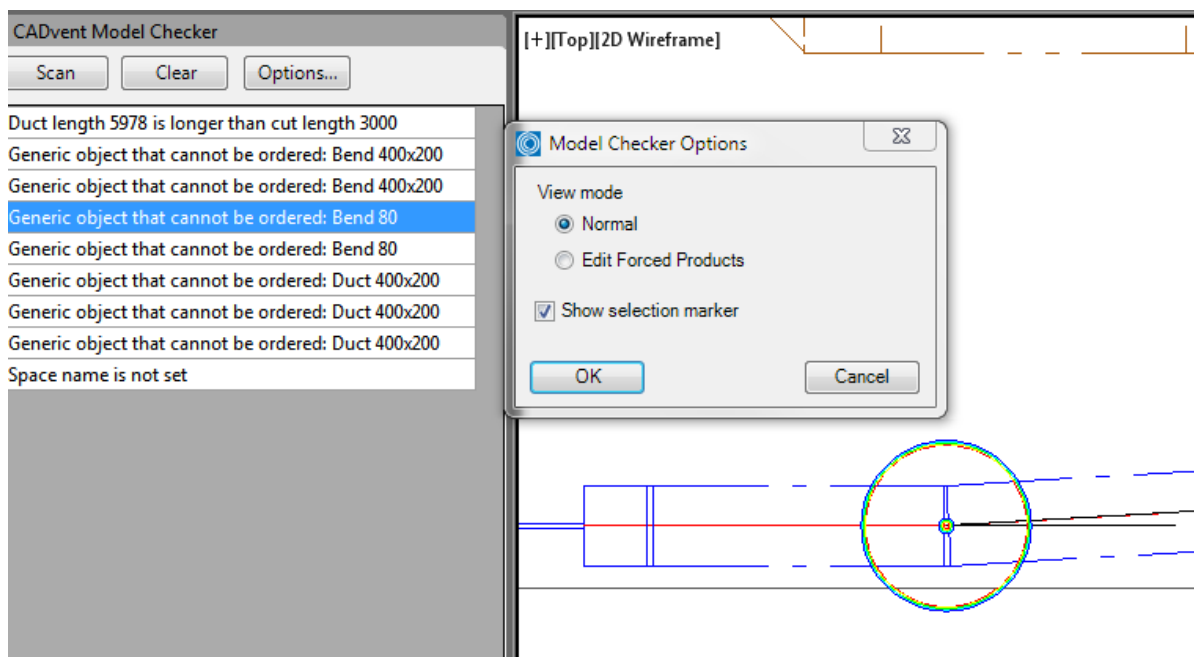 CADvent Model Checker
Scan Clear Options...
Duct length 5978 is longer than cut length 3000
Generic object that cannot be ordered: Bend 400x200
Generic object that cannot be ordered: Bend 400x200
Generic object that cannot be ordered: Bend 80
Generic object that cannot be ordered: Bend 80
Generic object that cannot be ordered: Duct 400x200
Generic object that cannot be ordered: Duct 400x200
Generic object that cannot be ordered: Duct 400x200
Space name is not set
[+][Top][2D Wireframe]
Model Checker Options
View mode
Normal
Edit Forced Products
Show selection marker
OK Cancel